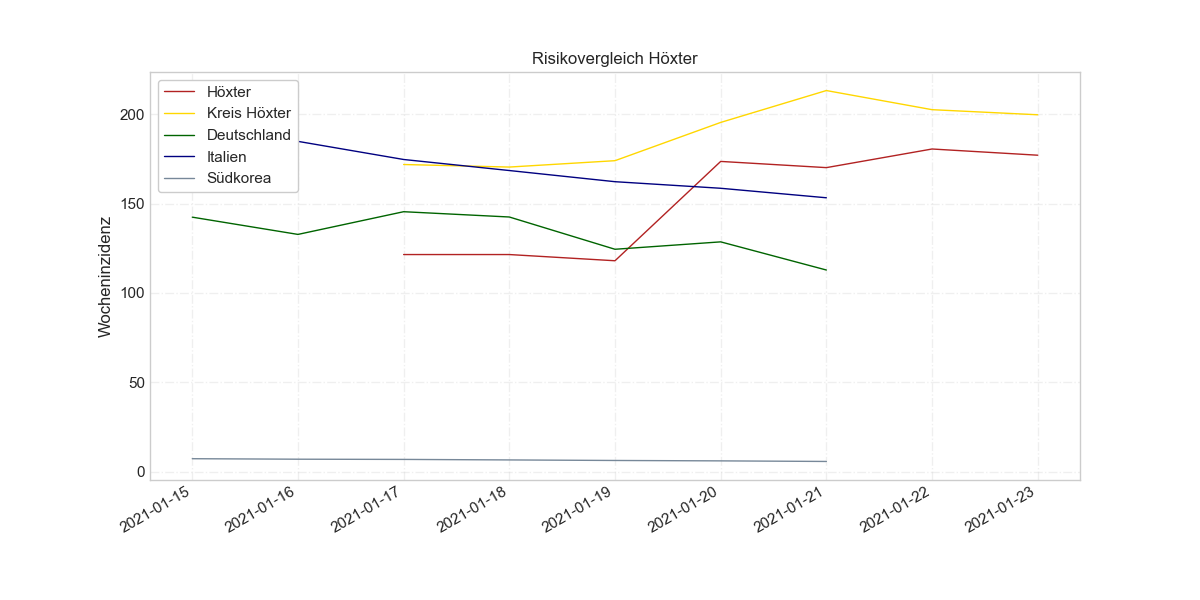 Risikovergleich Höxter
Höxter
Kreis Höxter
Deutschland
Italien
Südkorea
Wocheninzidenz
200
150
100
50
0
2021-01-15
2021-01-16
2021-01-17
2021-01-18
2021-01-19
2021-01-20
2021-01-21
2021-01-22
2021-01-23